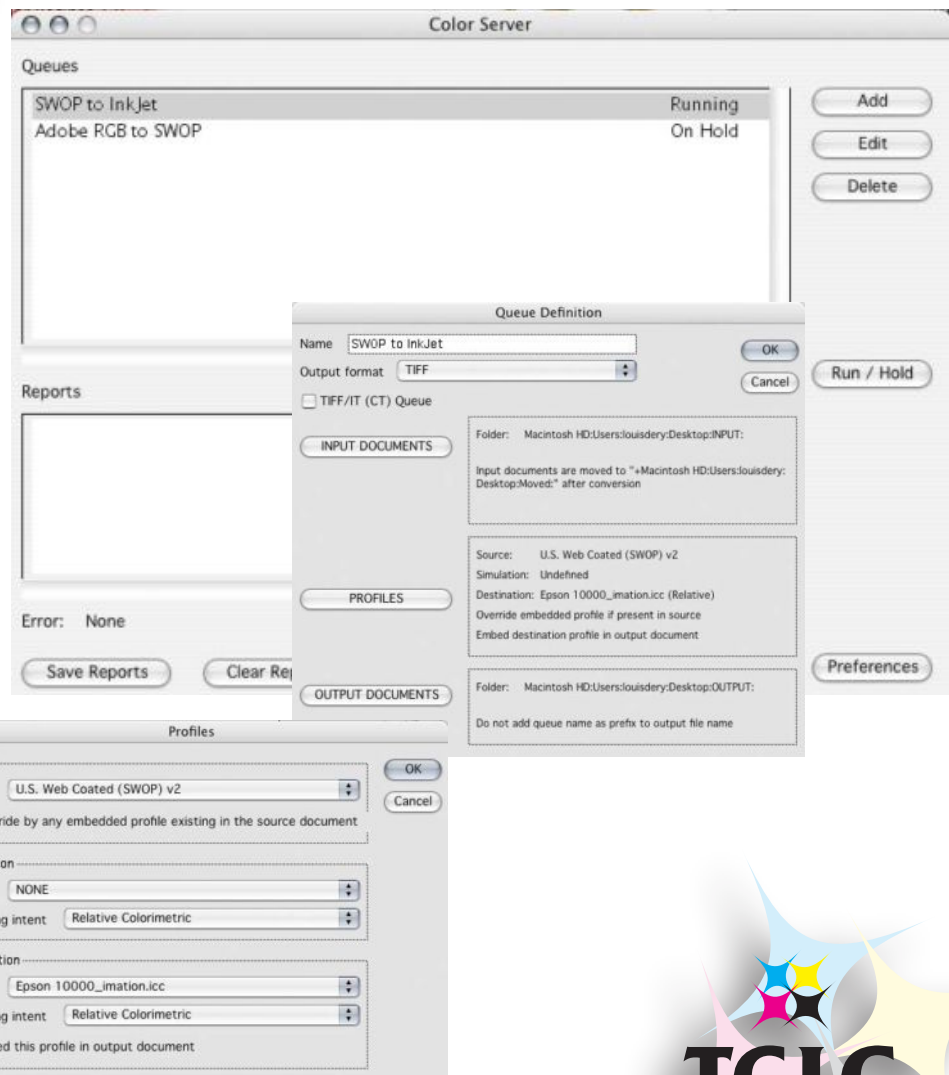 Color Server
Queues
SWOP to InkJet Running
Adobe RGB to SWOP On Hold
Add
Edit
Delete
Run / Hold
Reports
Error: None
Save Reports
Clear
Preferences
Queue Definition
Name SWOP to InkJet
Output format TIFF
OK
Cancel
TIFF/IT (CT) Queue
INPUT DOCUMENTS
Folder: Macintosh HD:Users:louisdery:Desktop:INPUT:
Input documents are moved to "+Macintosh HD:Users:louisdery:
Desktop:Moved:" after conversion
PROFILES
Source: U.S. Web Coated (SWOP) v2
Simulation: Undefined
Destination: Epson 10000_imation.icc (Relative)
Override embedded profile if present in source
Embed destination profile in output document
OUTPUT DOCUMENTS
Folder: Macintosh HD:Users:louisdery:Desktop:OUTPUT:
Do not add queue name as prefix to output file name
Profiles
U.S. Web Coated (SWOP) v2
OK
Cancel
by any embedded profile existing in the source document
NONE
intent Relative Colorimetric
Epson 10000_imation.icc
intent Relative Colorimetric
this profile in output document